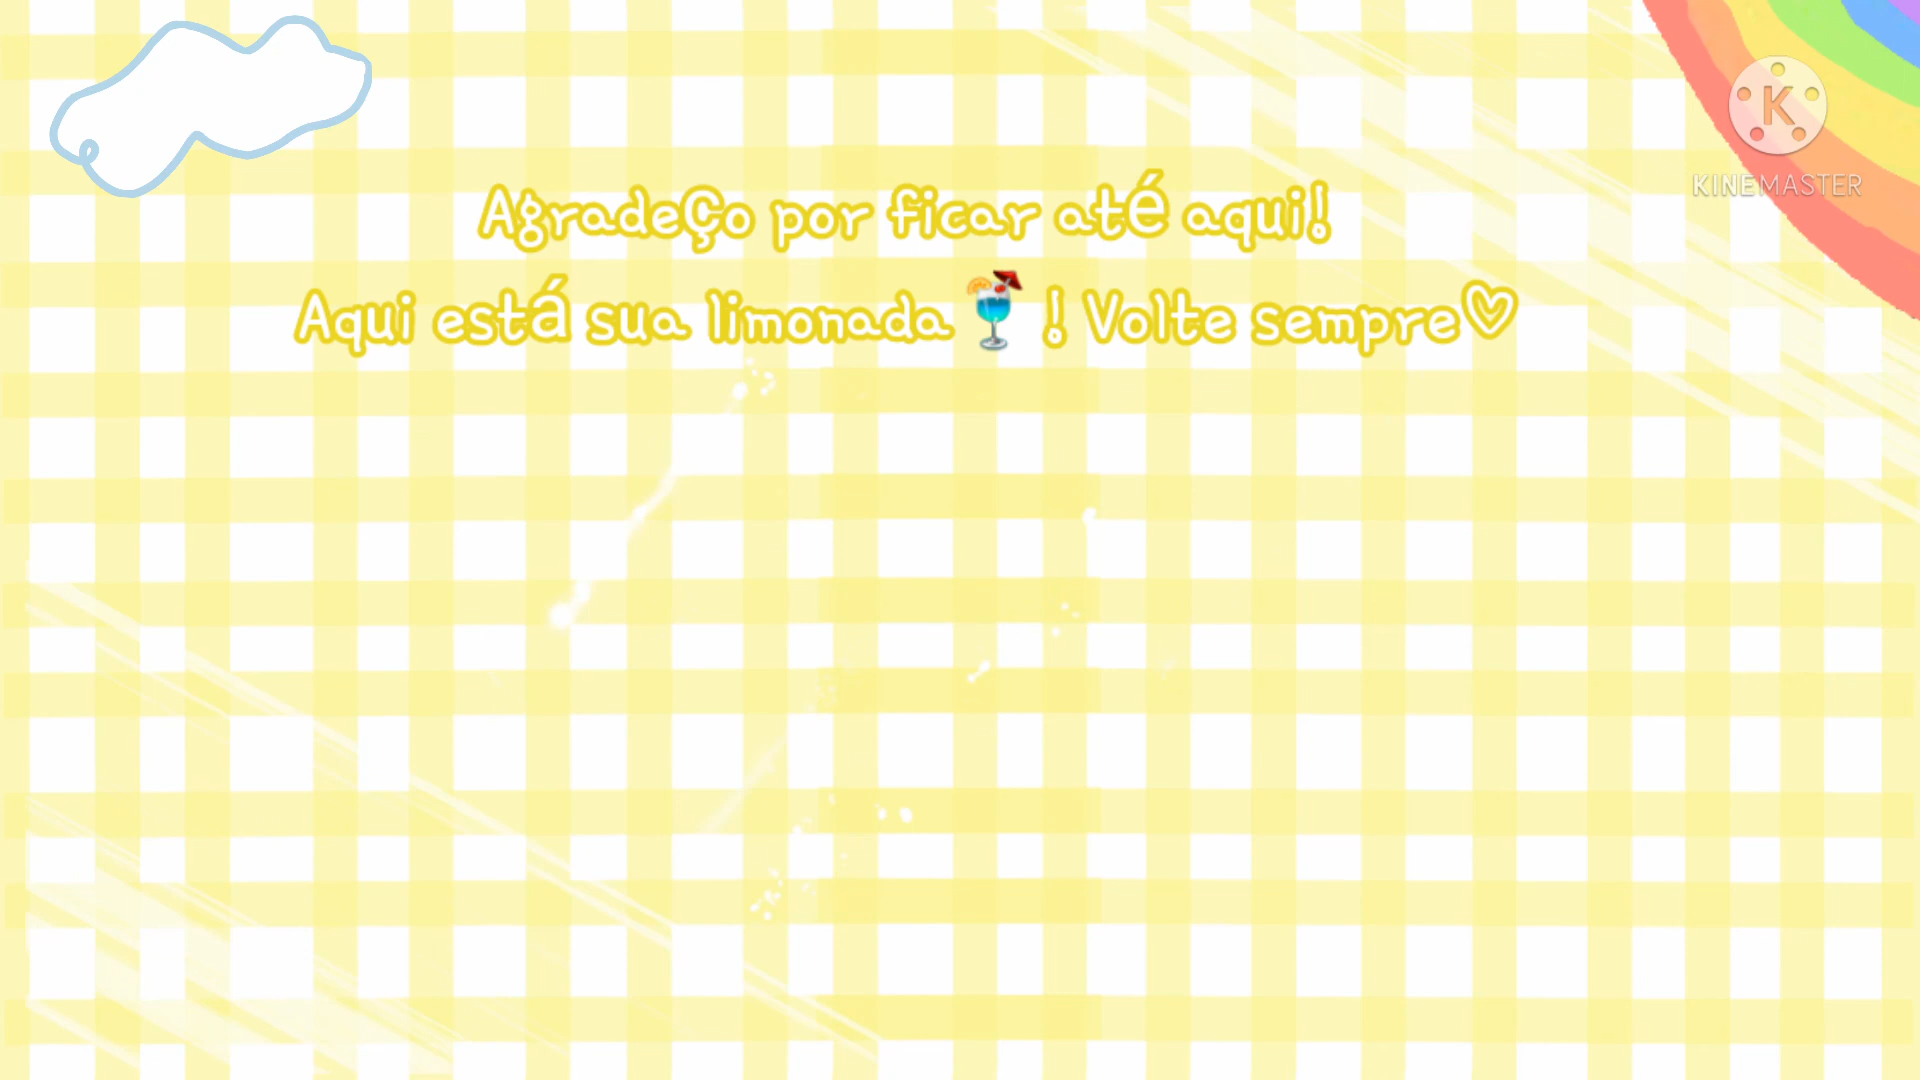 K
KINEMASTER
Agradeço por ficar até aqui!
Aqui está sua limonada🍹! Volte sempre♡